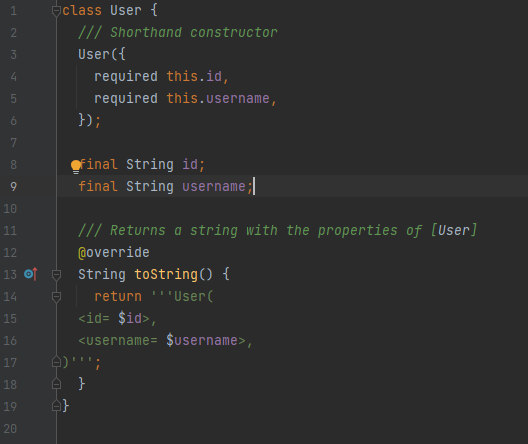 1 class User {
2 /// Shorthand constructor
3 User({
4 required this.id,
5 required this.username,
6 });
7
8 final String id;
9 final String username;
10
11 /// Returns a string with the properties of [User]
12 @override
13 String toString() {
14 return '''User(
15 <id= $id>,
16 <username= $username>,
17 )''';
18 }
19 }
20